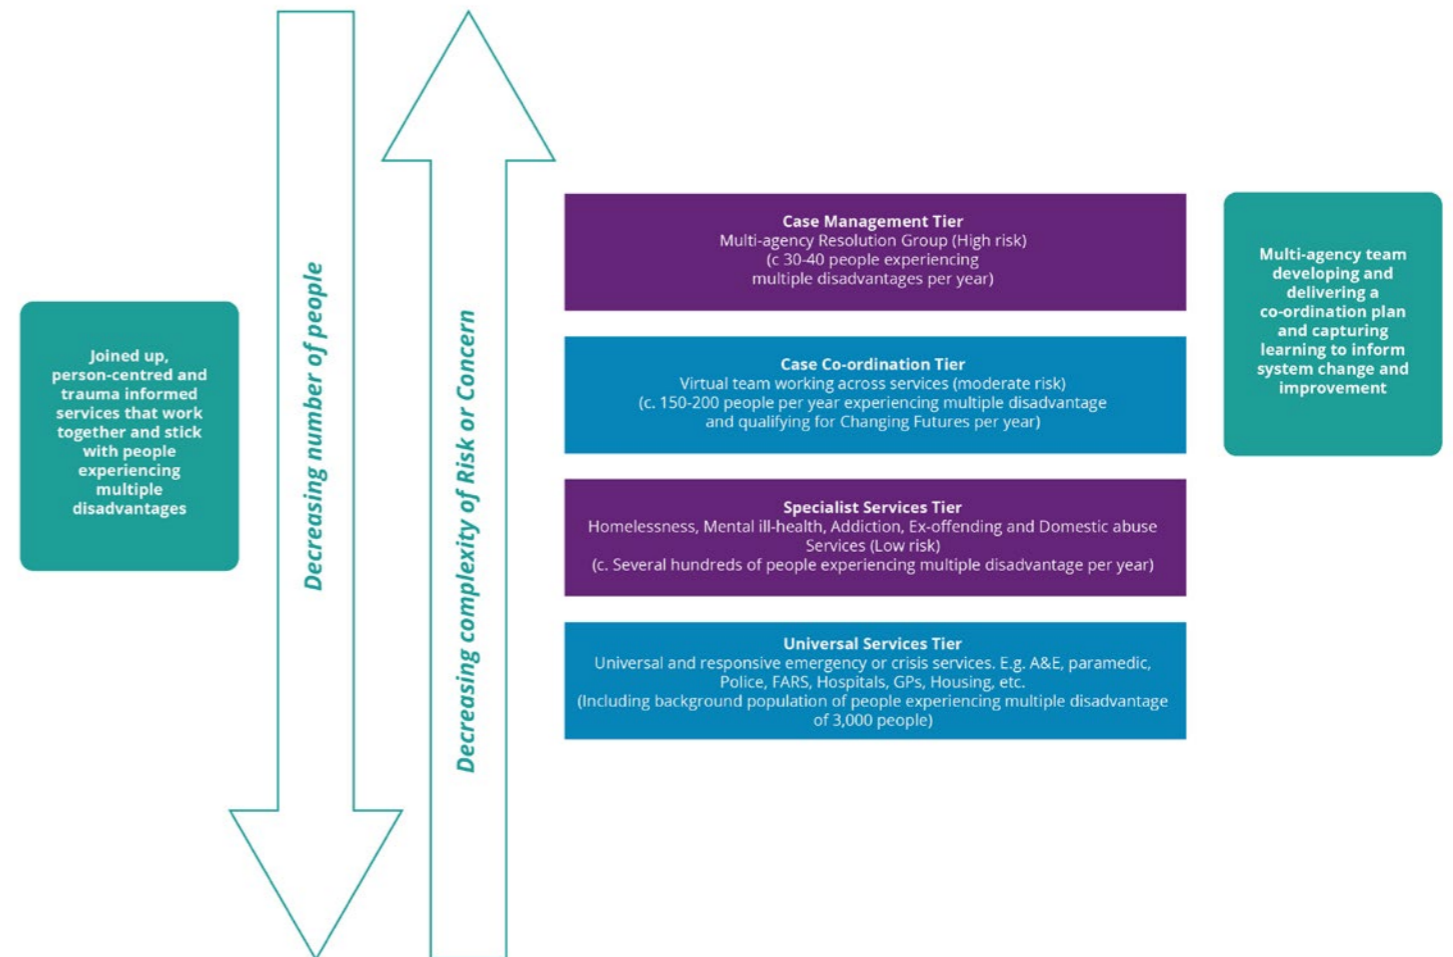 Joined up,
person-centred and
trauma informed
services that work
together and stick
with people
experiencing
multiple
disadvantages
Decreasing number of people
Decreasing complexity of Risk or Concern
Case Management Tier
Multi-agency Resolution Group (High risk)
(c 30-40 people experiencing
multiple disadvantages per year)
Case Co-ordination Tier
Virtual team working across services (moderate risk)
(c. 150-200 people per year experiencing multiple disadvantage
and qualifying for Changing Futures per year)
Specialist Services Tier
Homelessness, Mental ill-health, Addiction, Ex-offending and Domestic abuse
Services (Low risk)
(c. Several hundreds of people experiencing multiple disadvantage per year)
Universal Services Tier
Universal and responsive emergency or crisis services. E.g. A&E, paramedic,
Police, FARS, Hospitals, GPs, Housing, etc.
(Including background population of people experiencing multiple disadvantage
of 3,000 people)
Multi-agency team
developing and
delivering a
co-ordination plan
and capturing
learning to inform
system change and
improvement